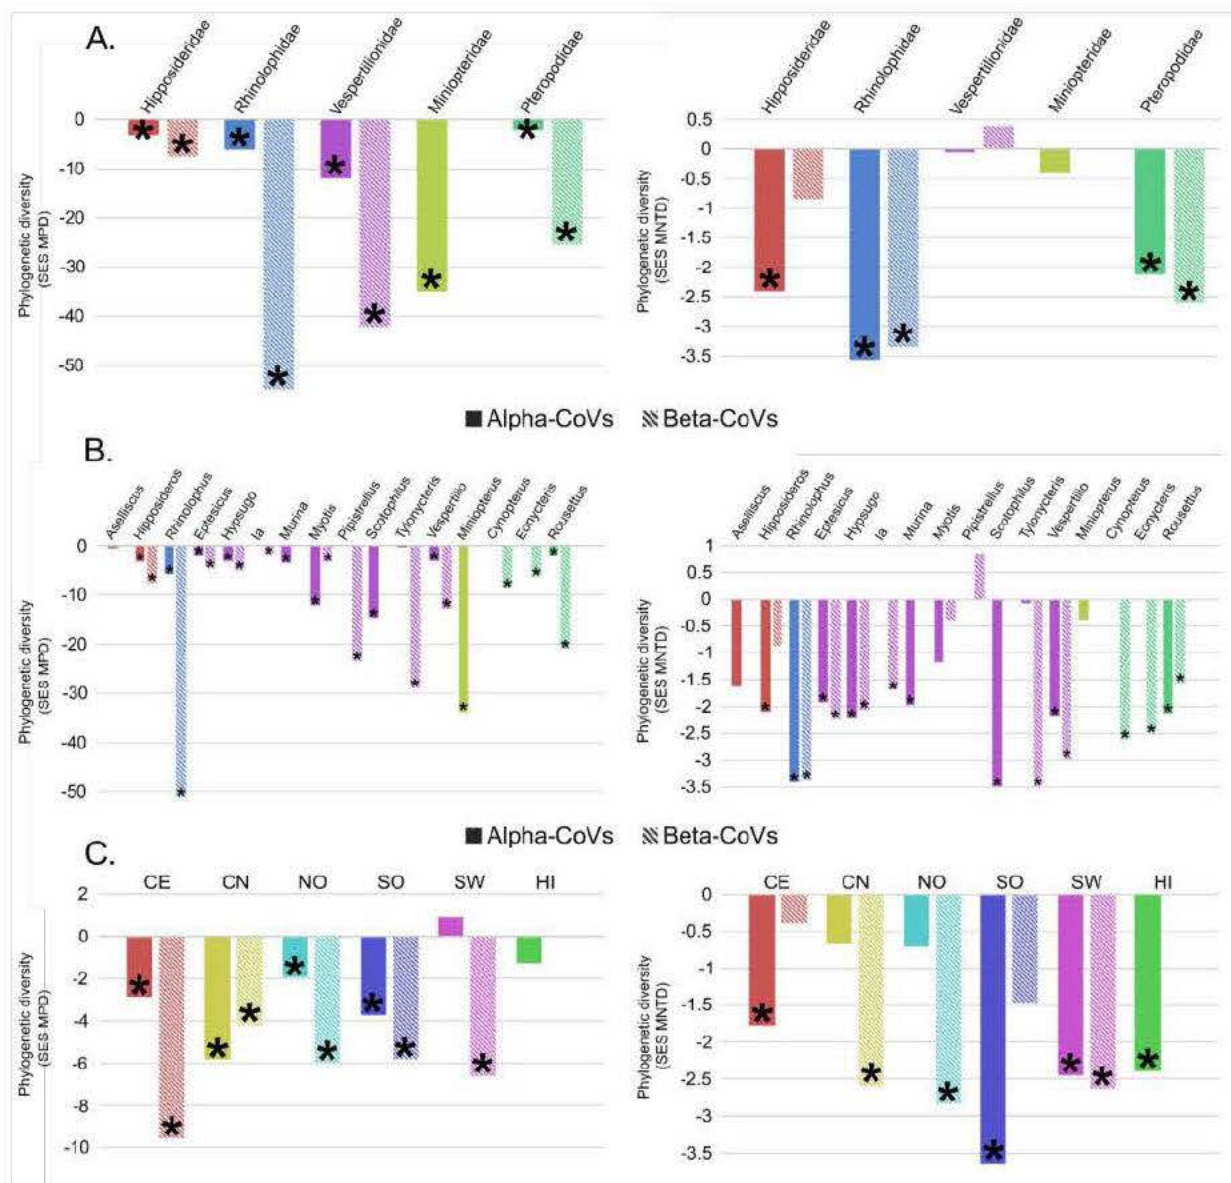 A.
Hipposideridae
Rhinolophidae
Vespertilionidae
Miniopteridae
Pteropodidae
0
-10
-20
-30
-40
-50
Phylogenetic diversity
(SES MPD)
Hipposideridae
Rhinolophidae
Vespertilionidae
Miniopteridae
Pteropodidae
0.5
0
-0.5
-1
-1.5
-2
-2.5
-3
-3.5
Phylogenetic diversity
(SES MNTD)
Alpha-CoVs Beta-CoVs
B.
Aselliscus
Hipposideros
Rhinolophus
Eptesicus
Hypsugo
Ia
Murina
Myotis
Pipistrellus
Scotophilus
Tylonycteris
Vespertilio
Miniopterus
Cynopterus
Eonycteris
Rousettus
0
-10
-20
-30
-40
-50
Phylogenetic diversity
(SES MPD)
Aselliscus
Hipposideros
Rhinolophus
Eptesicus
Hypsugo
Ia
Murina
Myotis
Pipistrellus
Scotophilus
Tylonycteris
Vespertilio
Miniopterus
Cynopterus
Eonycteris
Rousettus
1
0.5
0
-0.5
-1
-1.5
-2
-2.5
-3
-3.5
Phylogenetic diversity
(SES MNTD)
Alpha-CoVs Beta-CoVs
C.
CE CN NO SO SW HI
2
0
-2
-4
-6
-8
-10
Phylogenetic diversity
(SES MPD)
CE CN NO SO SW HI
0
-0.5
-1
-1.5
-2
-2.5
-3
-3.5
Phylogenetic diversity
(SES MNTD)